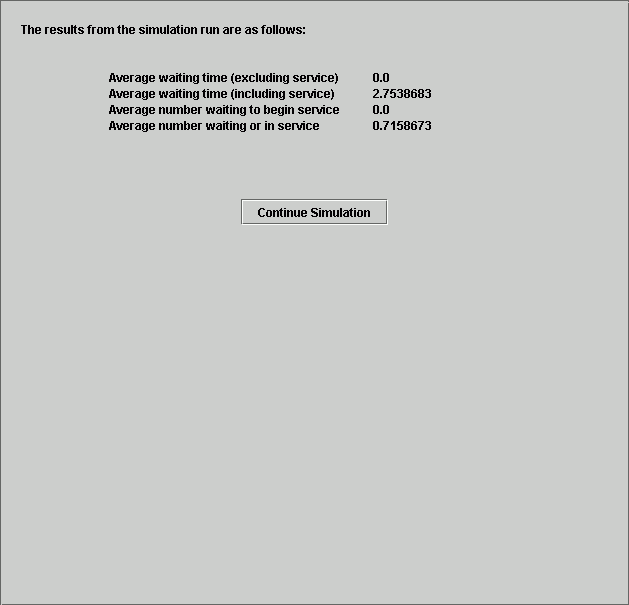 The results from the simulation run are as follows:
Average waiting time (excluding service) 0.0
Average waiting time (including service) 2.7538683
Average number waiting to begin service 0.0
Average number waiting or in service 0.7158673
Continue Simulation